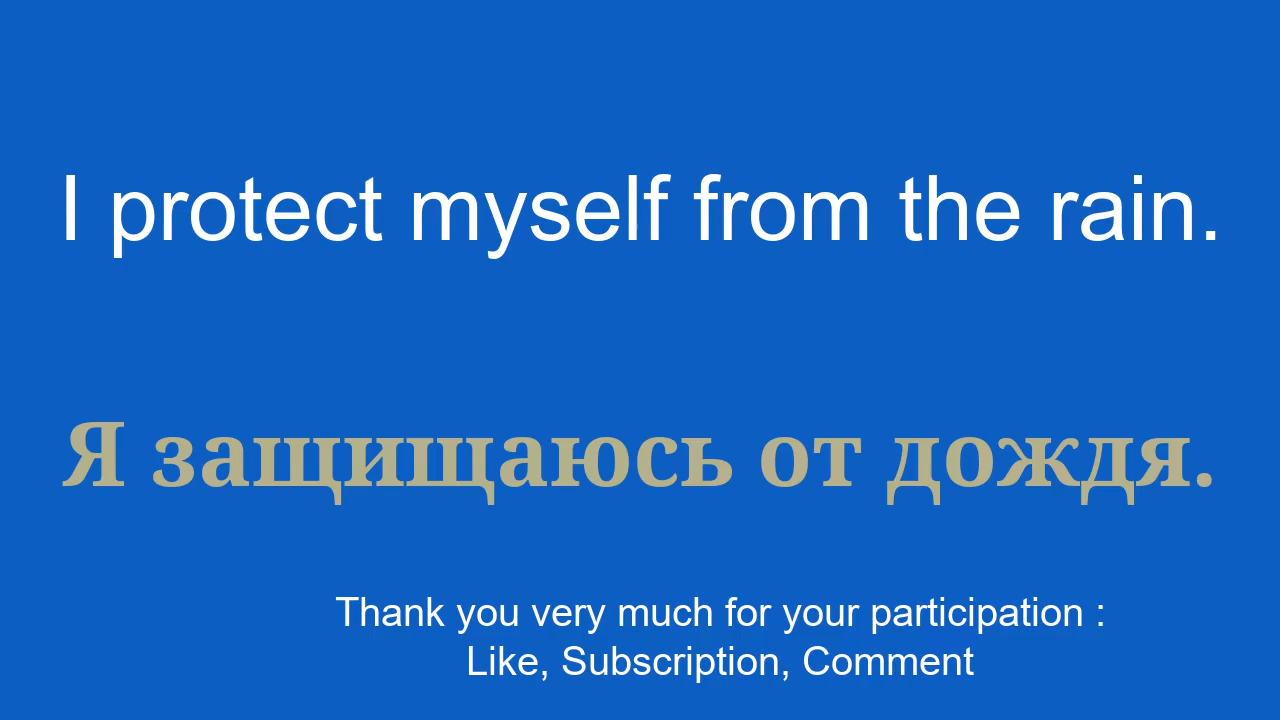 I protect myself from the rain.
Я защищаюсь от дождя.
Thank you very much for your participation :
Like, Subscription, Comment